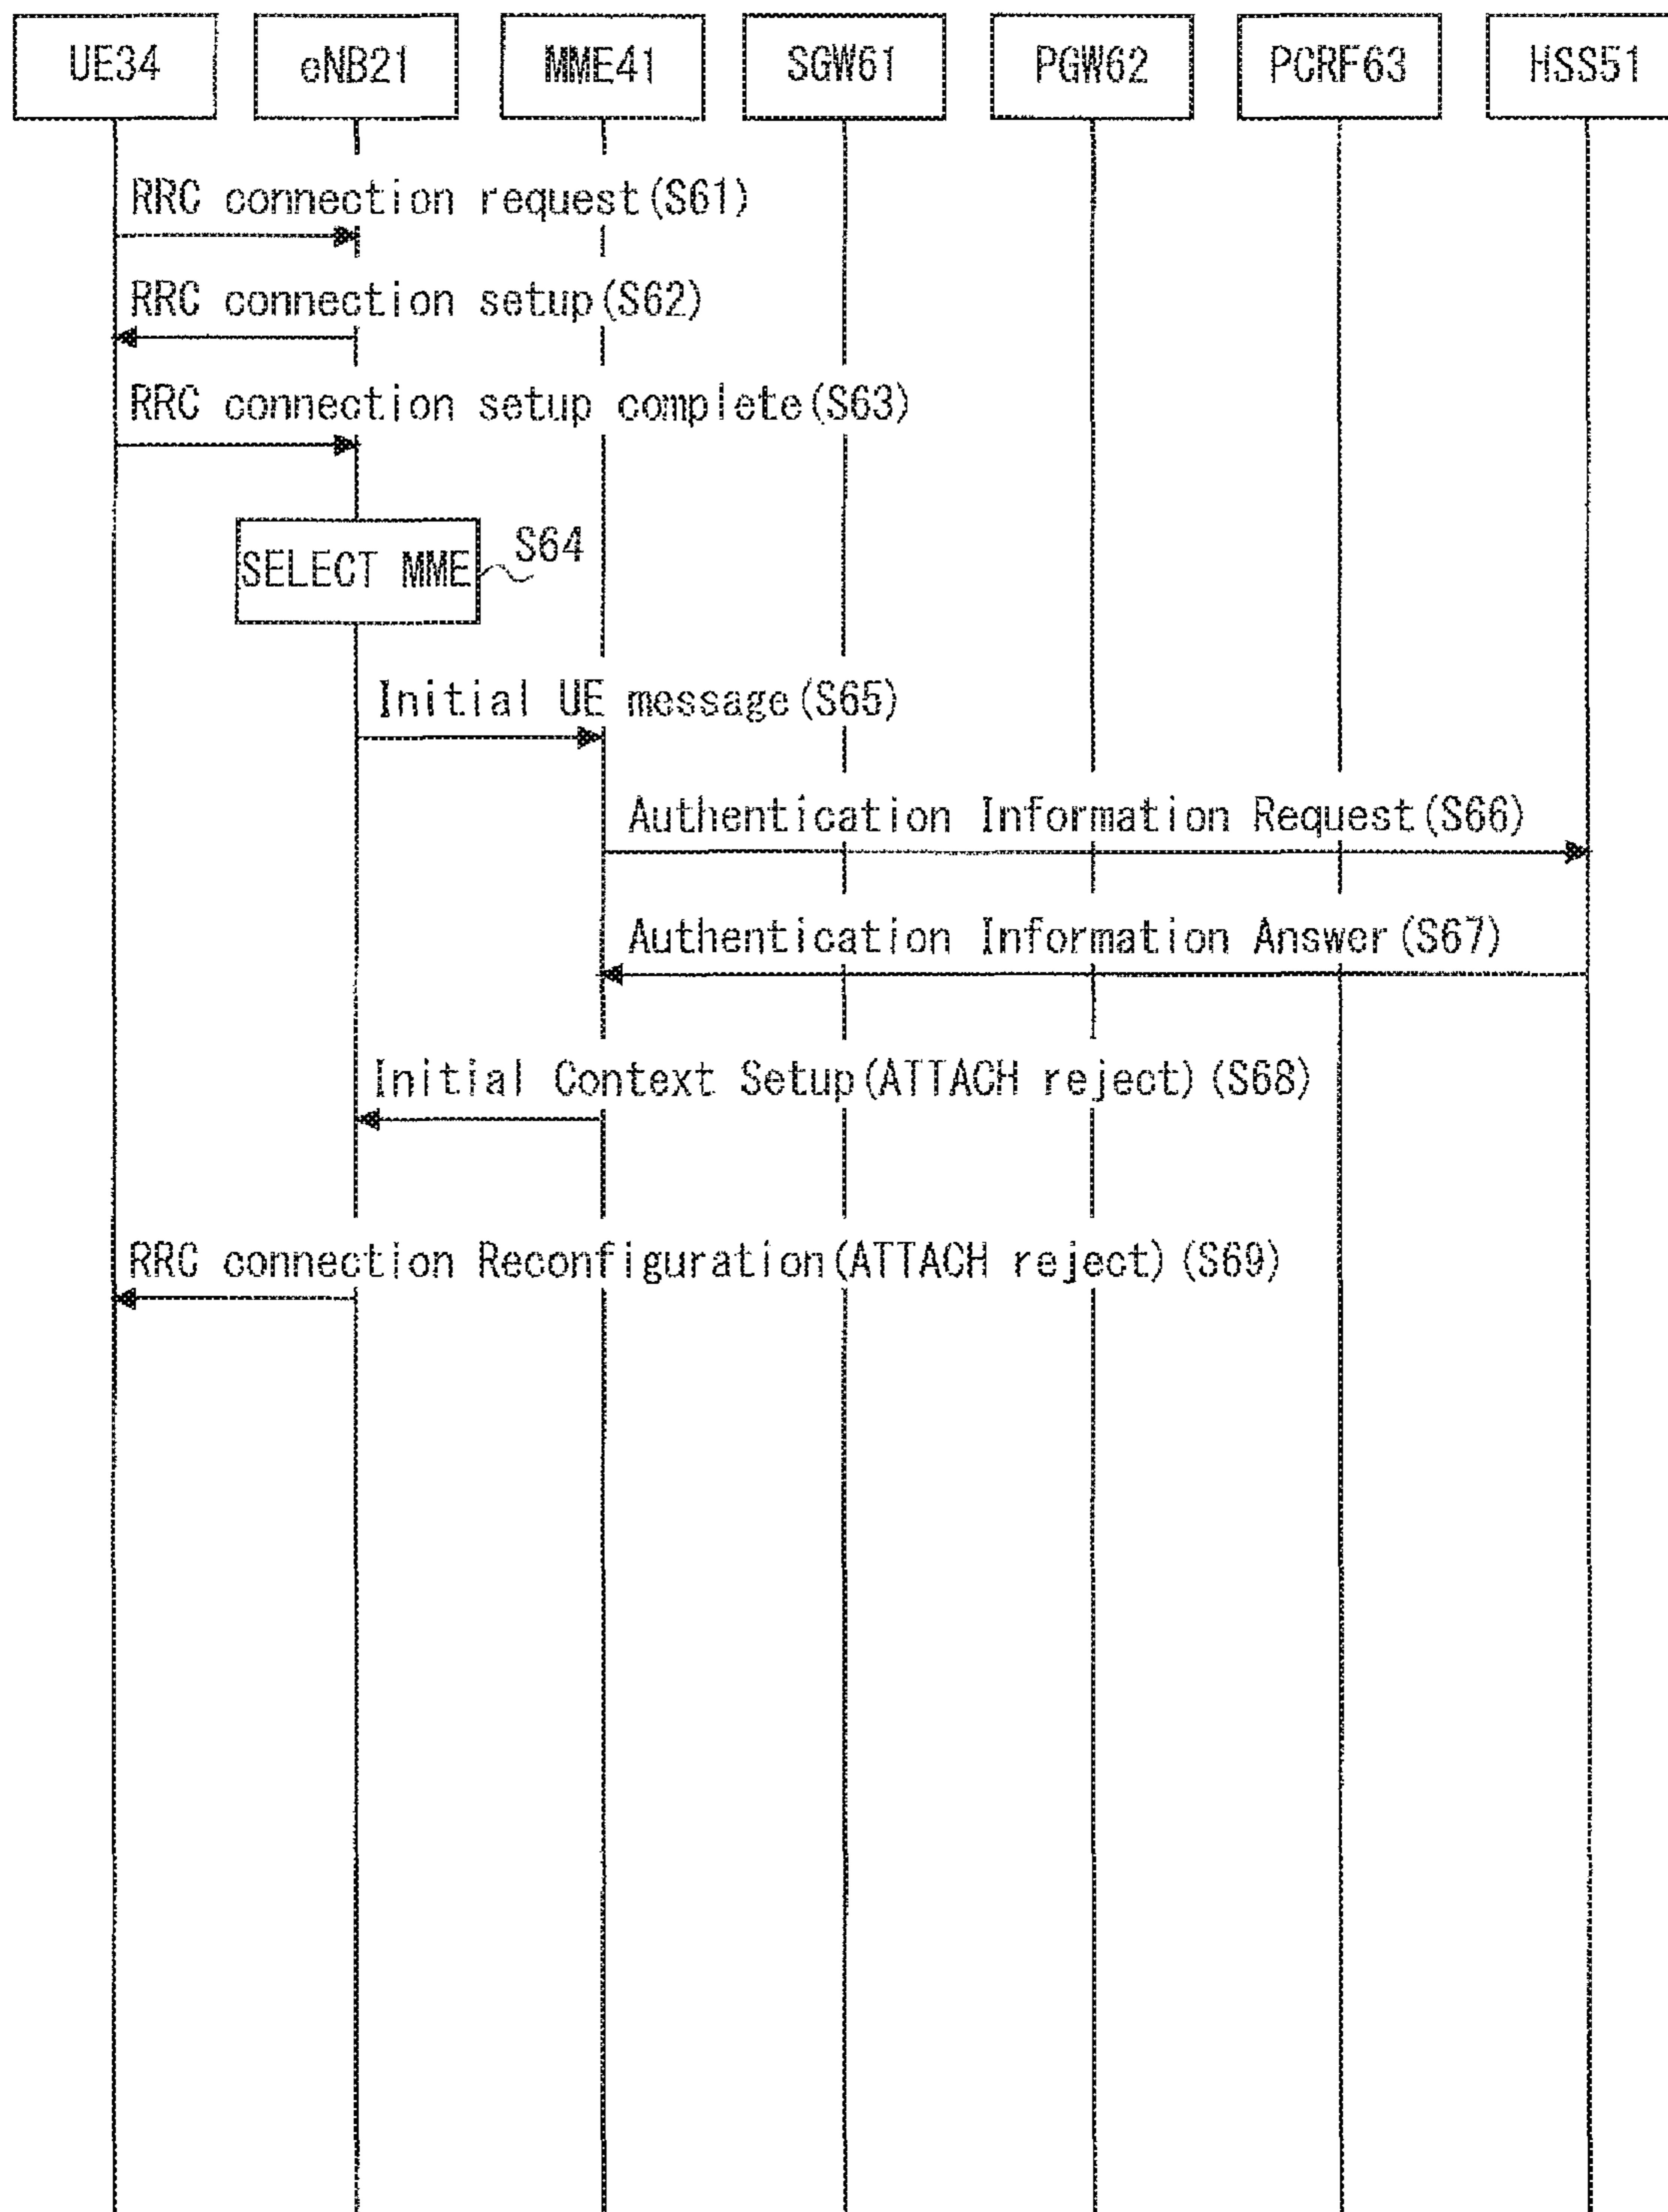 UE34 eNB21 MME41 SGW61 PGW62 PCRF63 HSS51
RRC connection request(S61)
RRC connection setup(S62)
RRC connection setup complete(S63)
SELECT MME S64
Initial UE message(S65)
Authentication Information Request(S66)
Authentication Information Answer(S67)
Initial Context Setup(ATTACH reject)(S68)
RRC connection Reconfiguration(ATTACH reject)(S69)